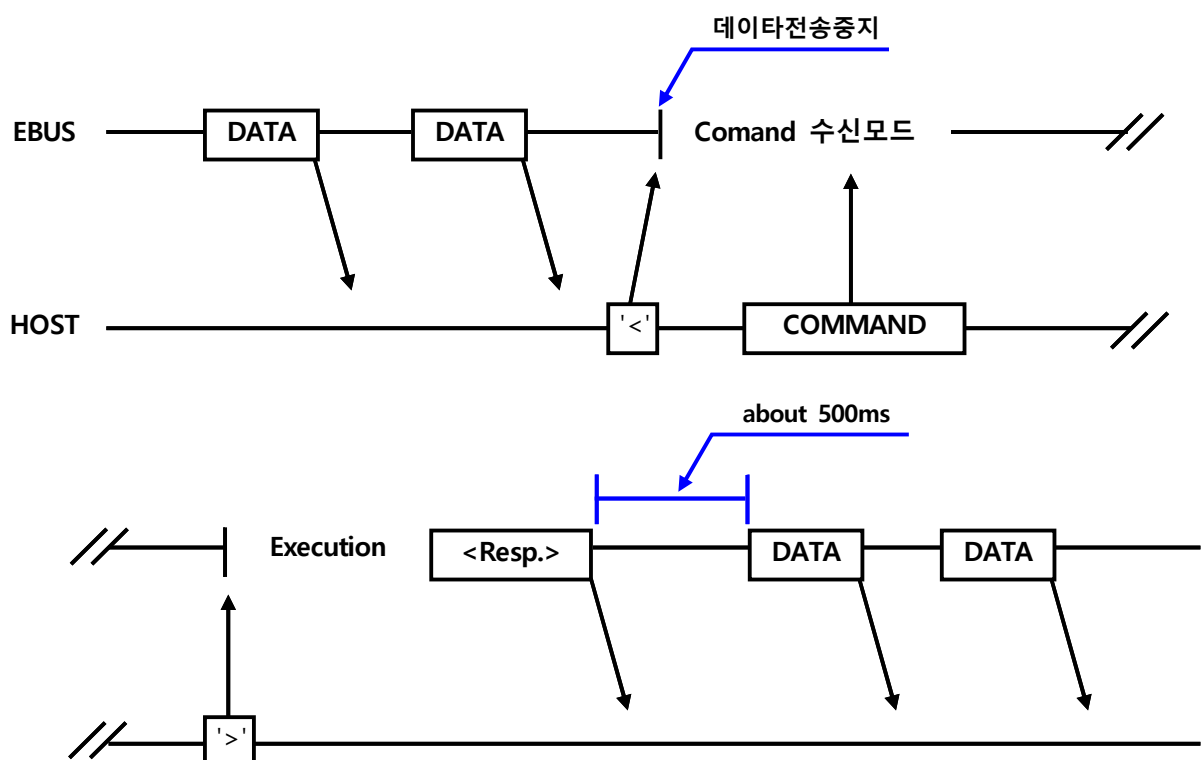 데이타전송중지
EBUS DATA DATA Comand 수신모드
HOST '<' COMMAND
about 500ms
Execution <Resp.> DATA DATA
'>'